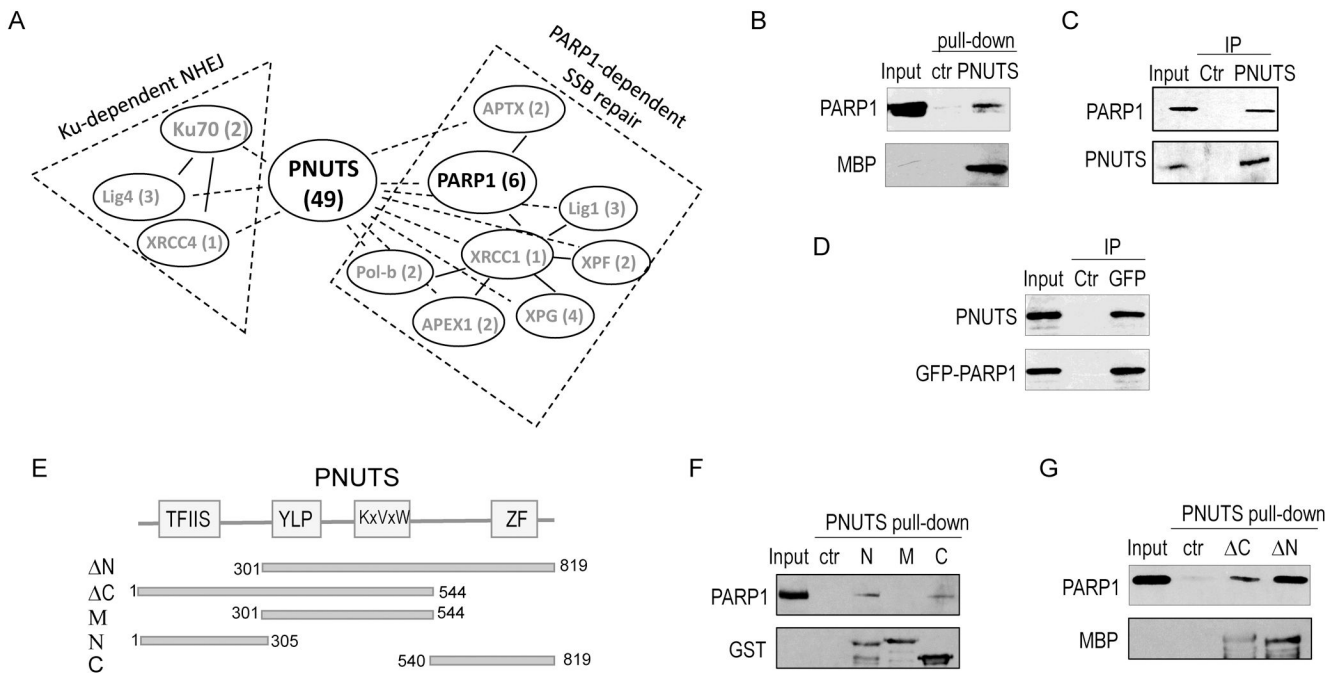 A
Ku-dependent NHEJ
Ku70 (2)
Lig4 (3)
XRCC4 (1)
PNUTS
(49)
PARP1-dependent
SSB repair
APTX (2)
PARP1 (6)
Lig1 (3)
XRCC1 (1)
XPF (2)
Pol-b (2)
APEX1 (2)
XPG (4)
B
pull-down
Input ctr PNUTS
PARP1
MBP
C
IP
Input Ctr PNUTS
PARP1
PNUTS
D
IP
Input Ctr GFP
PNUTS
GFP-PARP1
E
PNUTS
TFIIS YLP KxVxW ZF
ΔN 301 819
ΔC 1 544
M 301 544
N 1 305
C 540 819
F
PNUTS pull-down
Input ctr N M C
PARP1
GST
G
PNUTS pull-down
Input ctr ΔC ΔN
PARP1
MBP